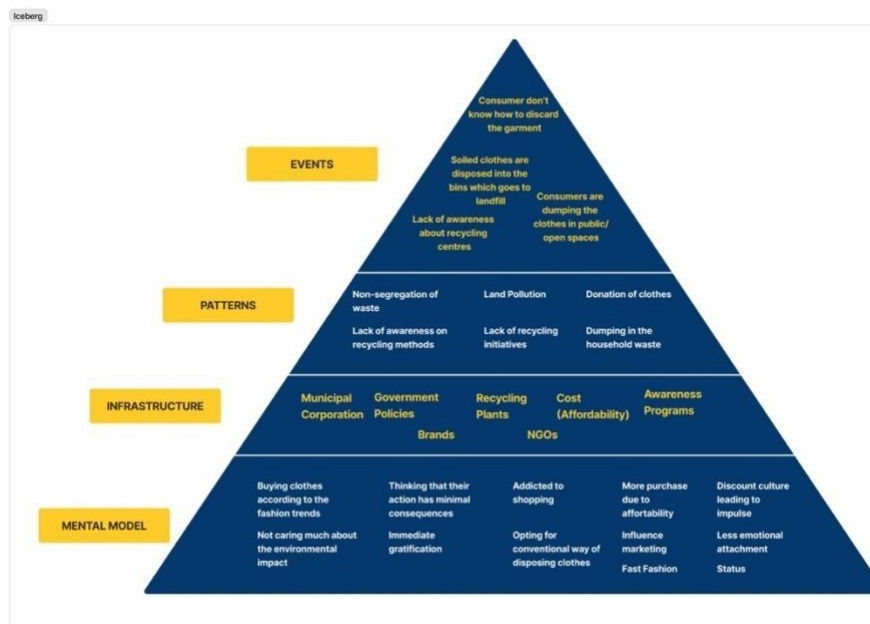 Iceberg
EVENTS
Consumer don't
know how to discard
the garment
Soiled clothes are
disposed into the
bins which goes to
landfill
Consumers are
dumping the
clothes in public/
open spaces
Lack of awareness
about recycling
centres
PATTERNS
Non-segregation of
waste
Land Pollution
Donation of clothes
Lack of awareness on
recycling methods
Lack of recycling
initiatives
Dumping in the
household waste
INFRASTRUCTURE
Municipal
Corporation
Government
Policies
Recycling
Plants
Cost
(Affordability)
Awareness
Programs
Brands
NGOs
MENTAL MODEL
Buying clothes
according to the
fashion trends
Thinking that their
action has minimal
consequences
Addicted to
shopping
More purchase
due to
affortability
Discount culture
leading to
impulse
Not caring much about
the environmental
impact
Immediate
gratification
Opting for
conventional way of
disposing clothes
Influence
marketing
Less emotional
attachment
Fast Fashion
Status